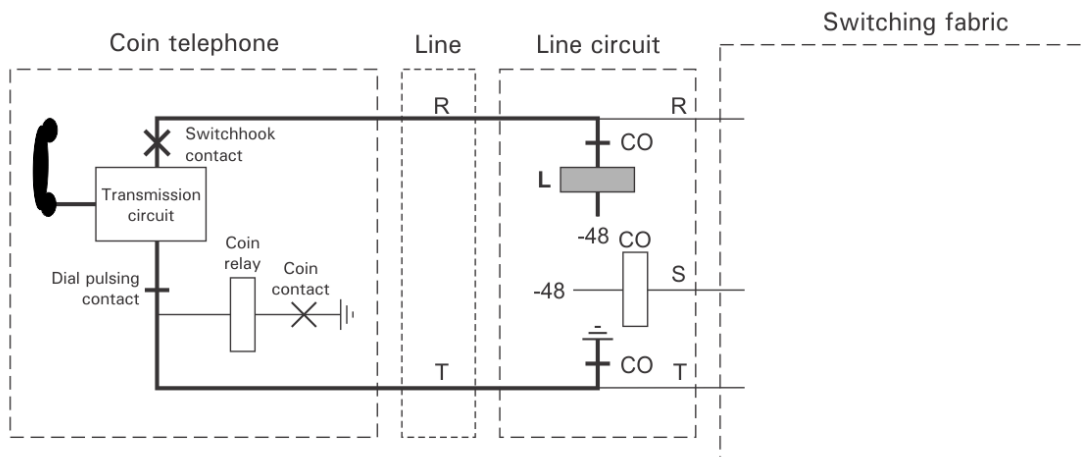 Switching fabric
Coin telephone
Line
Line circuit
R
R
Switchhook
contact
CO
L
Transmission
circuit
-48
CO
Coin
relay
Coin
contact
Dial pulsing
contact
-48
S
CO
T
T